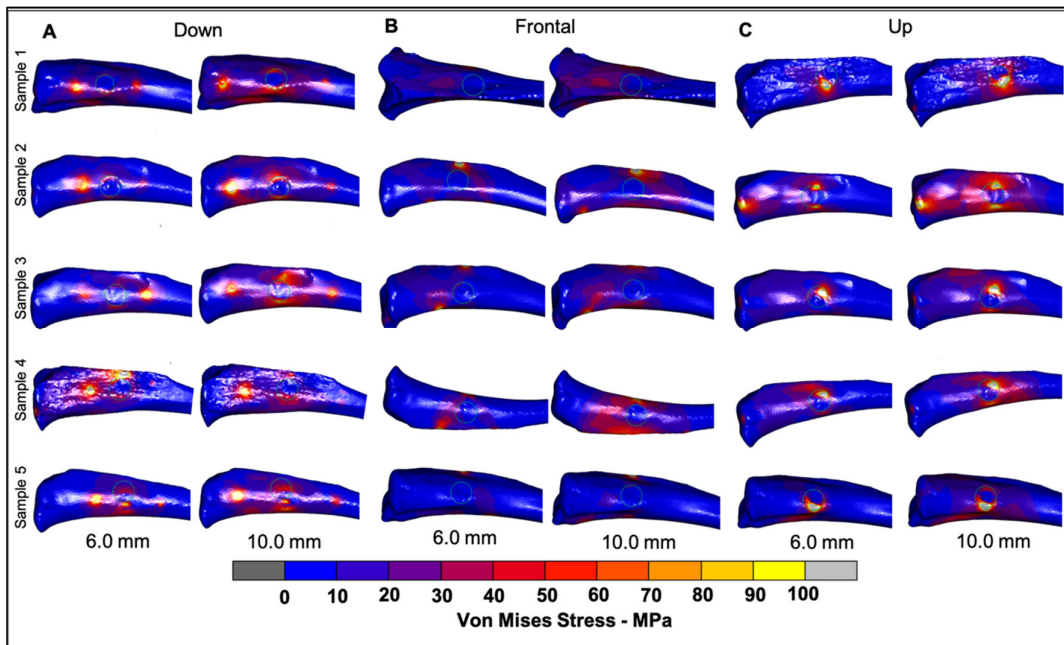 A Down B Frontal C Up
Sample 1
Sample 2
Sample 3
Sample 4
Sample 5
6.0 mm 10.0 mm 6.0 mm 10.0 mm 6.0 mm 10.0 mm
0 10 20 30 40 50 60 70 80 90 100
Von Mises Stress - MPa